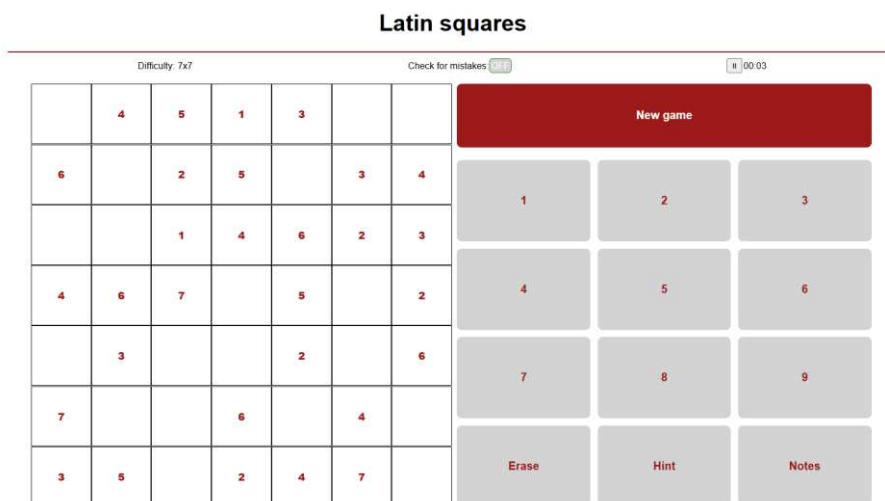 Latin squares
Difficulty: 7x7 Check for mistakes: OFF 00:03
4 5 1 3
New game
6 2 5 3 4
1 2 3
1 4 6 2 3
4 6 7 5 2
4 5 6
3 2 6
7 8 9
7 6 4
3 5 2 4 7
Erase Hint Notes